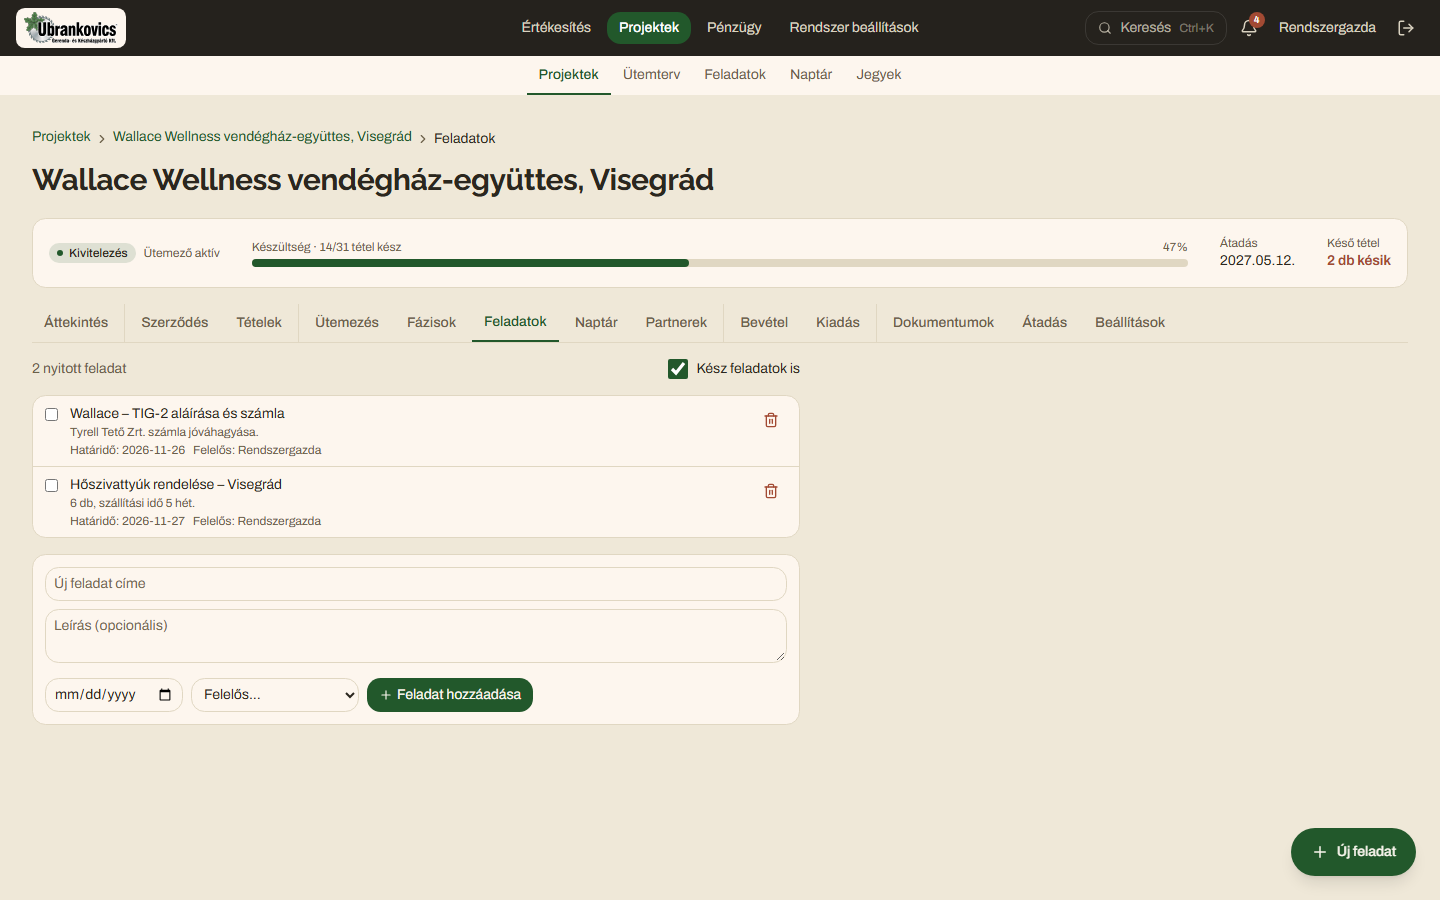 Ubrankovics
Gerenda- és Készházgyártó Kft.
Értékesítés
Projektek
Pénzügy
Rendszer beállítások
Keresés Ctrl+K
4
Rendszergazda
Projektek
Ütemterv
Feladatok
Naptár
Jegyek
Projektek > Wallace Wellness vendégház-együttes, Visegrád > Feladatok
Wallace Wellness vendégház-együttes, Visegrád
Kivitelezés
Ütemező aktív
Készültség · 14/31 tétel kész
47%
Átadás
2027.05.12.
Késő tétel
2 db késik
Áttekintés
Szerződés
Tételek
Ütemezés
Fázisok
Feladatok
Naptár
Partnerek
Bevétel
Kiadás
Dokumentumok
Átadás
Beállítások
2 nyitott feladat
Kész feladatok is
Wallace – TIG-2 aláírása és számla
Tyrell Tető Zrt. számla jóváhagyása.
Határidő: 2026-11-26 Felelős: Rendszergazda
Hőszivattyúk rendelése – Visegrád
6 db, szállítási idő 5 hét.
Határidő: 2026-11-27 Felelős: Rendszergazda
Új feladat címe
Leírás (opcionális)
mm/dd/yyyy
Felelős...
+ Feladat hozzáadása
+ Új feladat